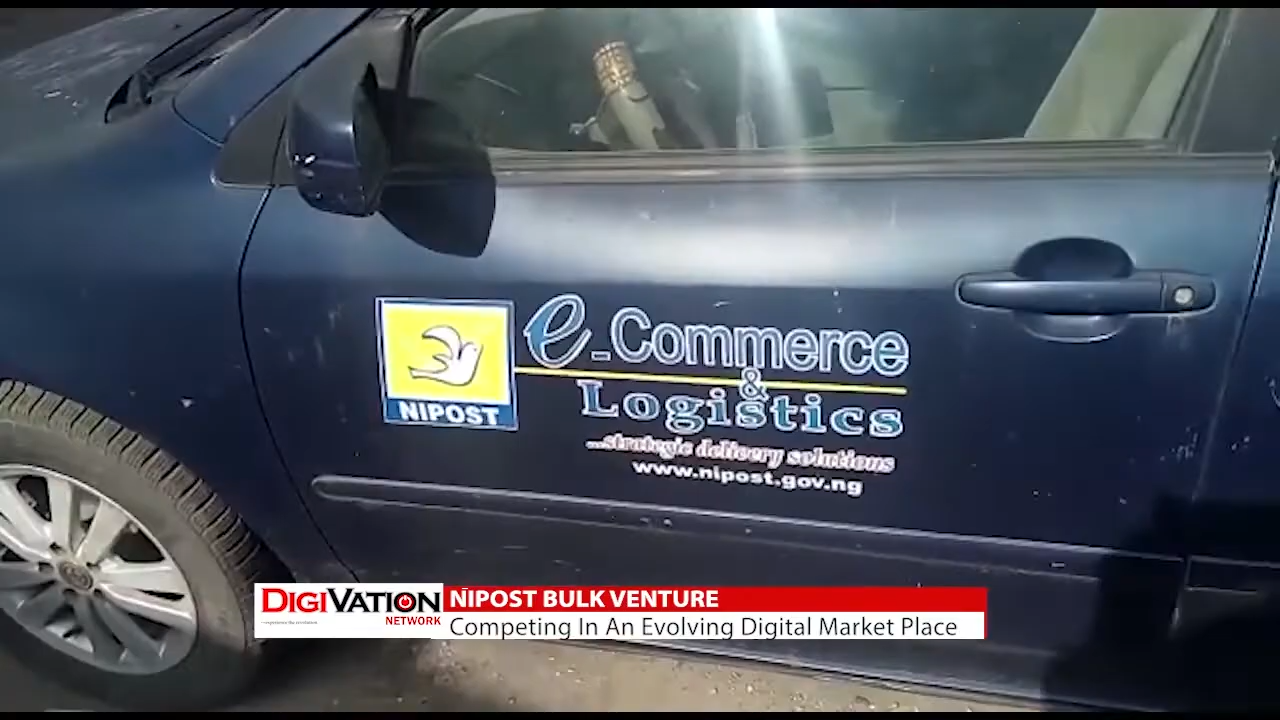 NIPOST
e-Commerce
&
Logistics
...strategic delivery solutions
www.nipost.gov.ng
DIGIVATION
NETWORK
NIPOST BULK VENTURE
Competing In An Evolving Digital Market Place